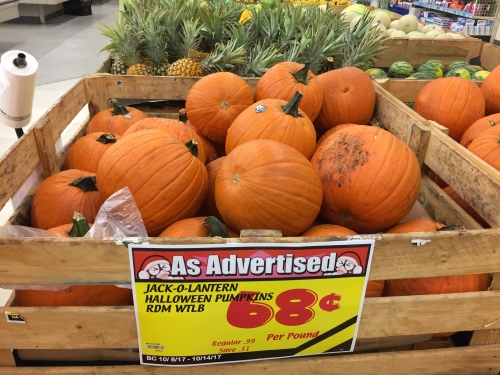 As Advertised
JACK-O-LANTERN
HALLOWEEN PUMPKINS
RDM WTLB
68¢
Per Pound
Regular .99
Save .31
BC 10/ 8/17 - 10/14/17